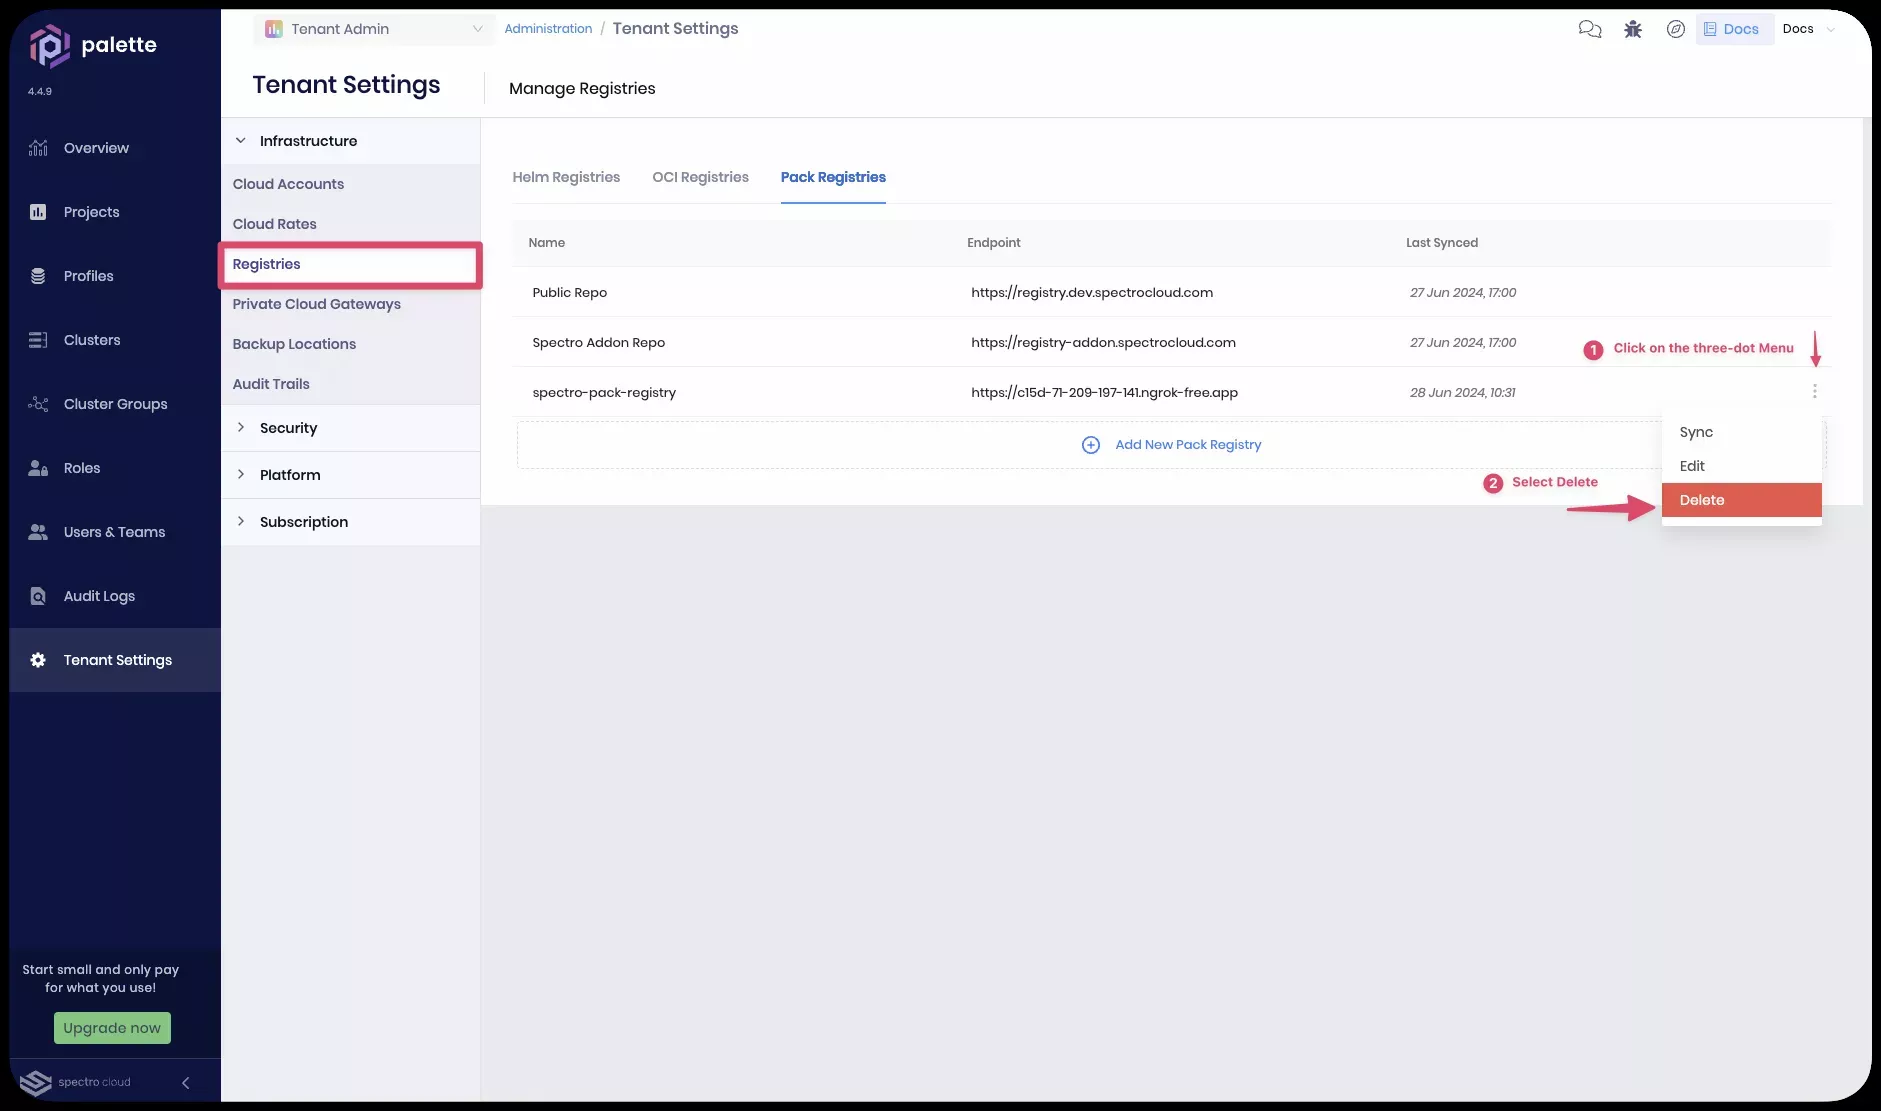 palette
4.4.9
Overview
Projects
Profiles
Clusters
Cluster Groups
Roles
Users & Teams
Audit Logs
Tenant Settings
Start small and only pay
for what you use!
Upgrade now
spectro cloud
Tenant Admin
Administration / Tenant Settings
Docs
Docs
Tenant Settings
Manage Registries
Infrastructure
Cloud Accounts
Cloud Rates
Registries
Private Cloud Gateways
Backup Locations
Audit Trails
Security
Platform
Subscription
Helm Registries OCI Registries Pack Registries
Name Endpoint Last Synced
Public Repo https://registry.dev.spectrocloud.com 27 Jun 2024, 17:00
Spectro Addon Repo https://registry-addon.spectrocloud.com 27 Jun 2024, 17:00
1 Click on the three-dot Menu
spectro-pack-registry https://c15d-71-209-197-141.ngrok-free.app 28 Jun 2024, 10:31
Add New Pack Registry
Sync
Edit
2 Select Delete
Delete